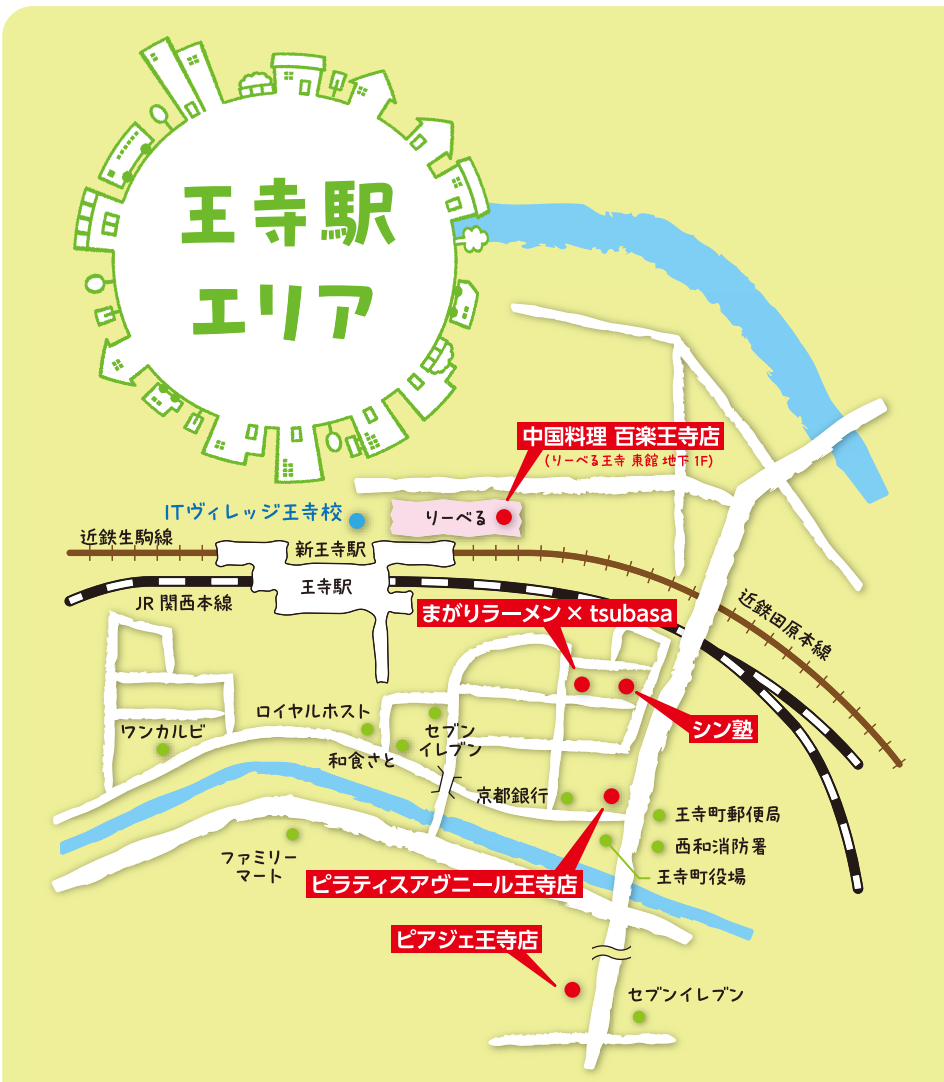 王寺駅
エリア
中国料理 百楽王寺店
(りーべる王寺 東館 地下 1F)
ITヴィレッジ王寺校
りーべる
近鉄生駒線
新王寺駅
王寺駅
JR 関西本線
近鉄田原本線
まがりラーメン × tsubasa
シン塾
ロイヤルホスト
ワンカルビ
セブン
イレブン
和食さと
京都銀行
王寺町郵便局
西和消防署
王寺町役場
ファミリー
マート
ピラティスアヴニール王寺店
ピアジェ王寺店
セブンイレブン